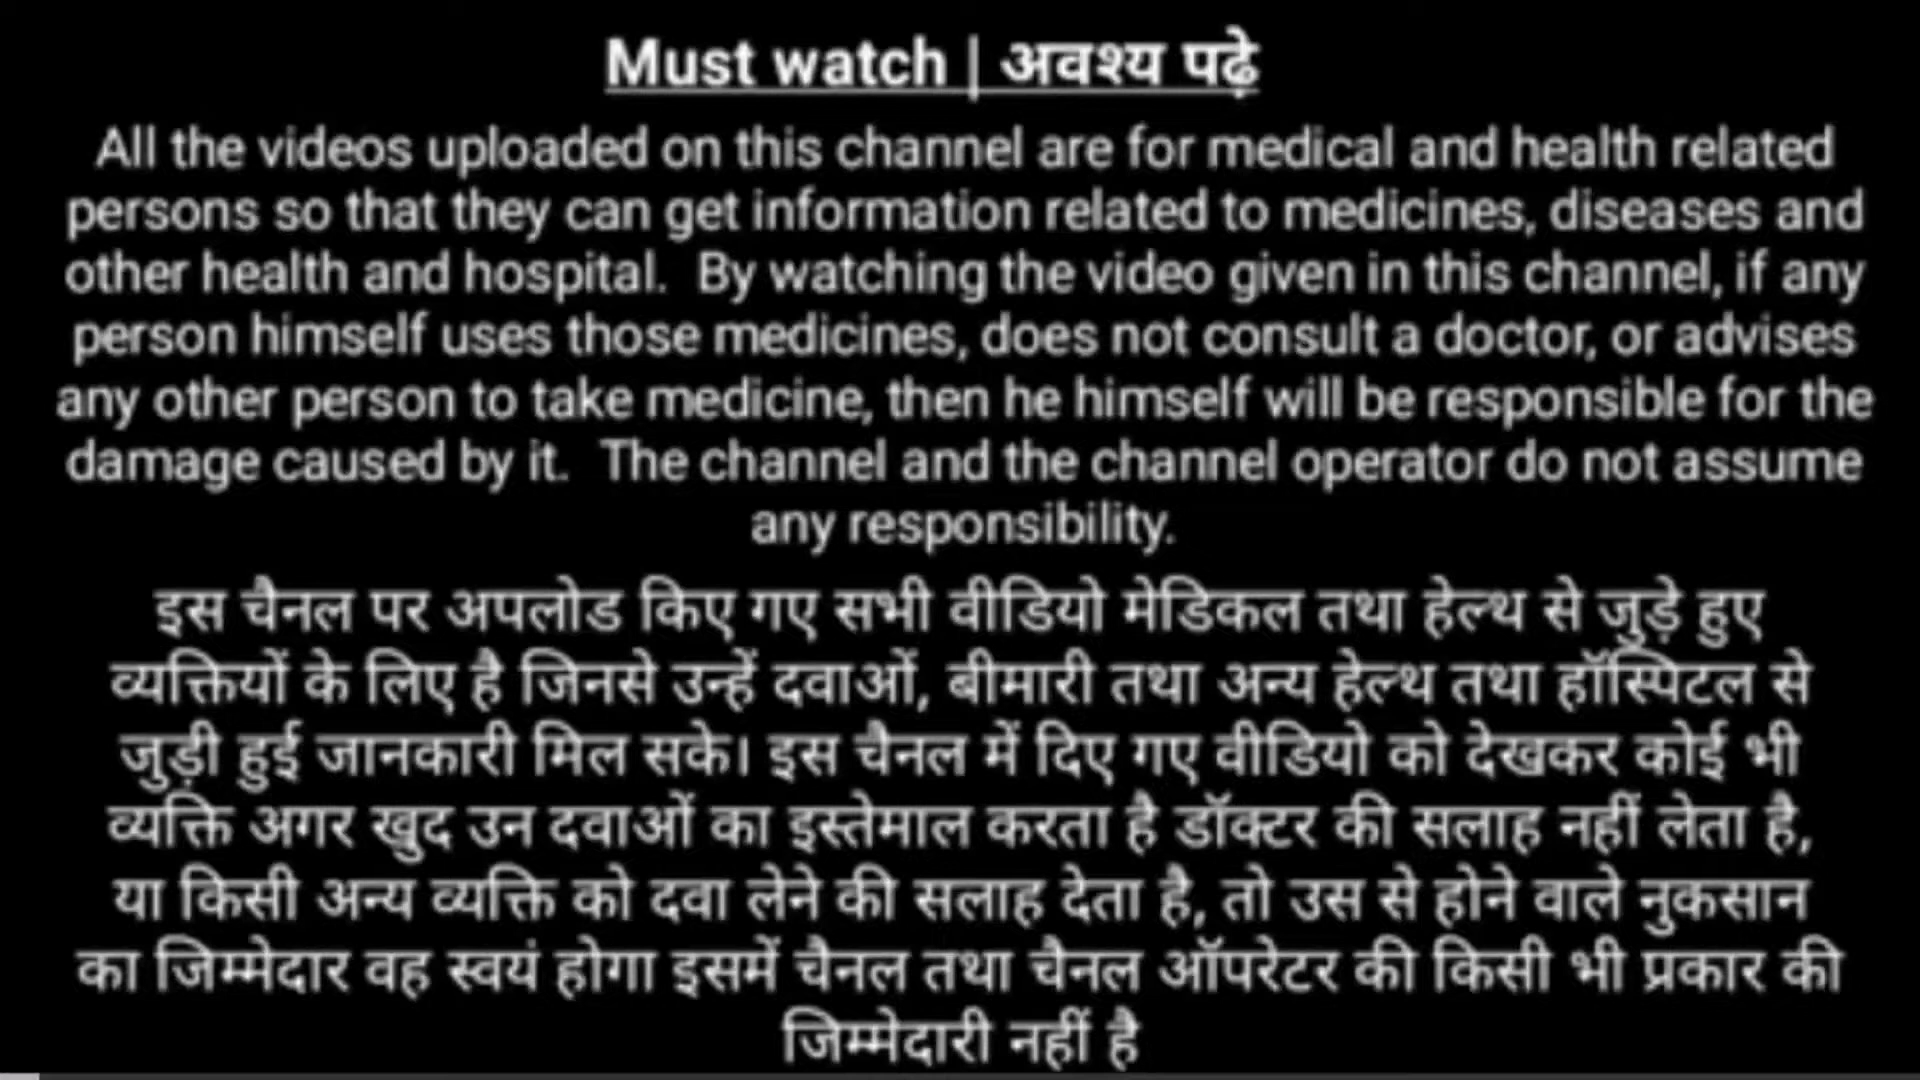 Must watch | अवश्य पढ़े
All the videos uploaded on this channel are for medical and health related
persons so that they can get information related to medicines, diseases and
other health and hospital.  By watching the video given in this channel, if any
person himself uses those medicines, does not consult a doctor, or advises
any other person to take medicine, then he himself will be responsible for the
damage caused by it.  The channel and the channel operator do not assume
any responsibility.
इस चैनल पर अपलोड किए गए सभी वीडियो मेडिकल तथा हेल्थ से जुड़े हुए
व्यक्तियों के लिए है जिनसे उन्हें दवाओं, बीमारी तथा अन्य हेल्थ तथा हॉस्पिटल से
जुड़ी हुई जानकारी मिल सके। इस चैनल में दिए गए वीडियो को देखकर कोई भी
व्यक्ति अगर खुद उन दवाओं का इस्तेमाल करता है डॉक्टर की सलाह नहीं लेता है,
या किसी अन्य व्यक्ति को दवा लेने की सलाह देता है, तो उस से होने वाले नुकसान
का जिम्मेदार वह स्वयं होगा इसमें चैनल तथा चैनल ऑपरेटर की किसी भी प्रकार की
जिम्मेदारी नहीं है